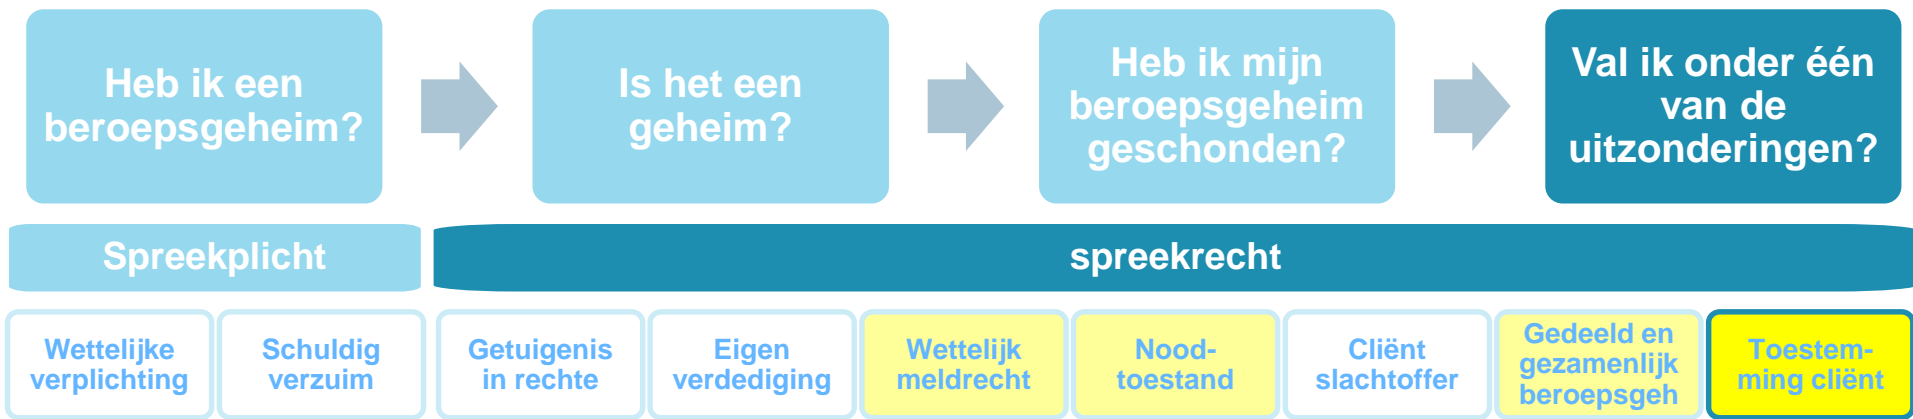 Heb ik een
beroepsgeheim?
Is het een
geheim?
Heb ik mijn
beroepsgeheim
geschonden?
Val ik onder één
van de
uitzonderingen?
Spreekplicht
spreekrecht
Wettelijke
verplichting
Schuldig
verzuim
Getuigenis
in rechte
Eigen
verdediging
Wettelijk
meldrecht
Nood-
toestand
Cliënt
slachtoffer
Gedeeld en
gezamenlijk
beroepsgeh
Toestem-
ming cliënt